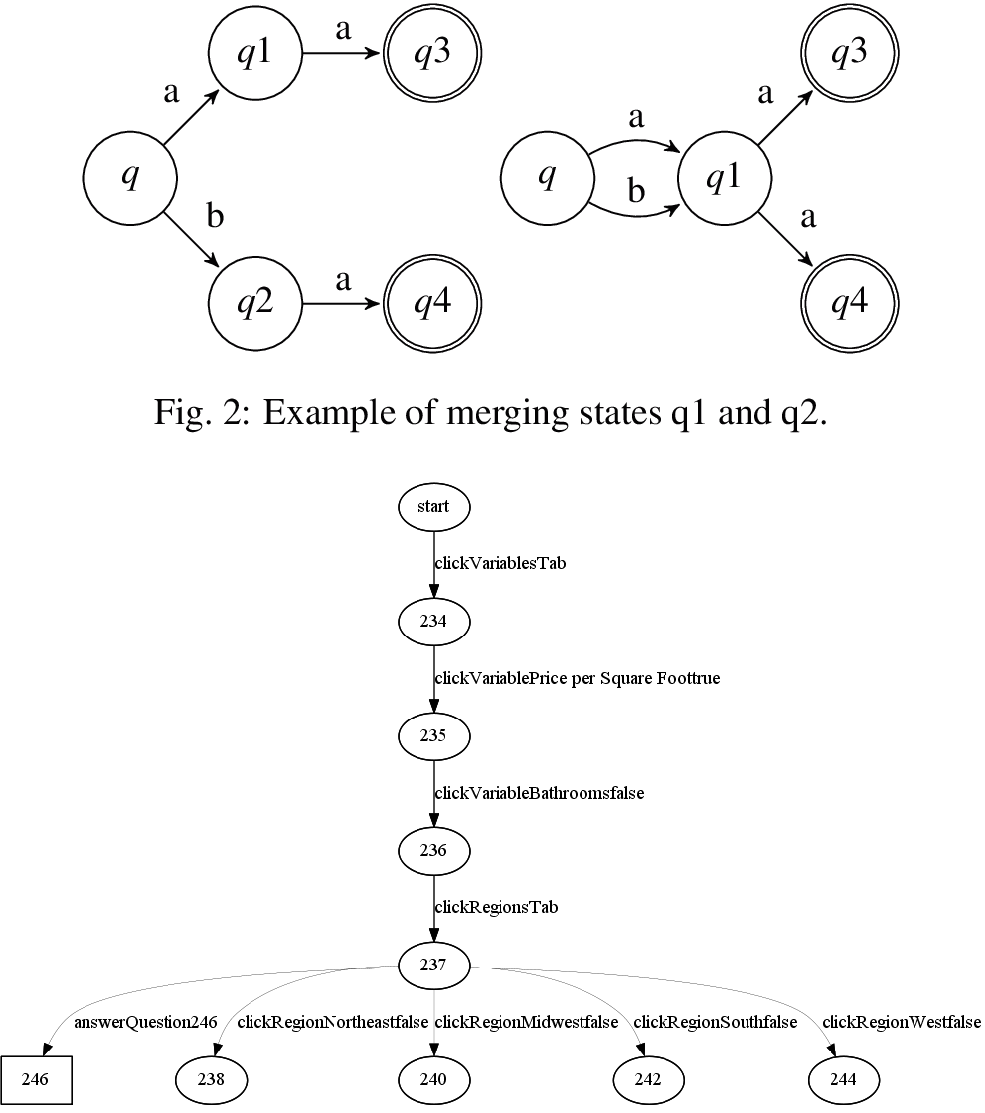 q1 a q3 q3
a a a
q a q b q1
b a
q2 a q4 q4
Fig. 2: Example of merging states q1 and q2.
start
clickVariablesTab
234
clickVariablePrice per Square Foottrue
235
clickVariableBathroomsfalse
236
clickRegionsTab
237
answerQuestion246 clickRegionNortheastfalse clickRegionMidwestfalse clickRegionSouthfalse clickRegionWestfalse
246 238 240 242 244